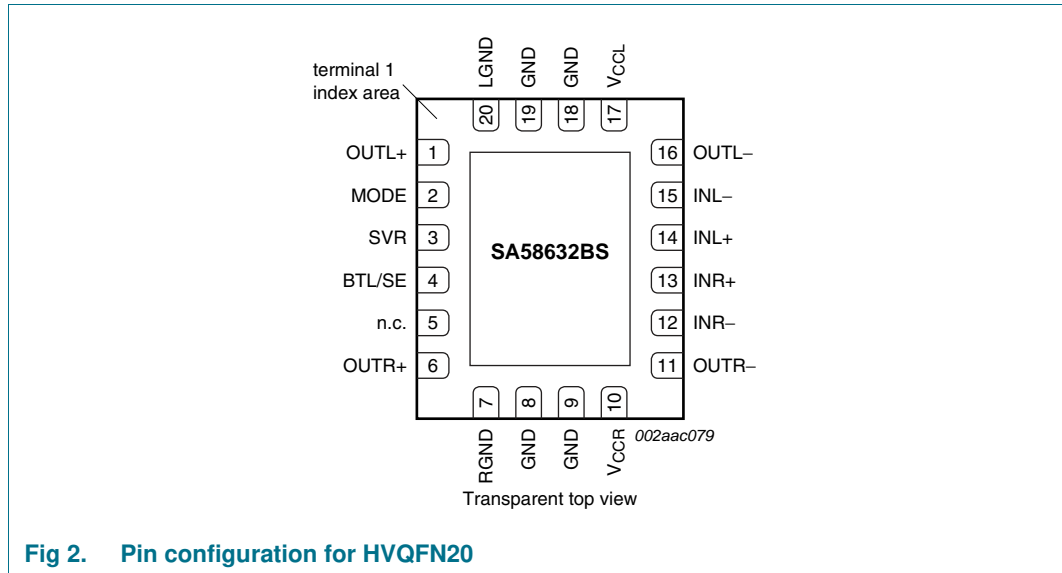 terminal 1
index area
LGND
GND
GND
VCCL
20
19
18
17
OUTL+ 1
MODE 2
SVR 3
BTL/SE 4
n.c. 5
OUTR+ 6
SA58632BS
16 OUTL−
15 INL−
14 INL+
13 INR+
12 INR−
11 OUTR−
7
8
9
10
RGND
GND
GND
VCCR
002aac079
Transparent top view
Fig 2. Pin configuration for HVQFN20